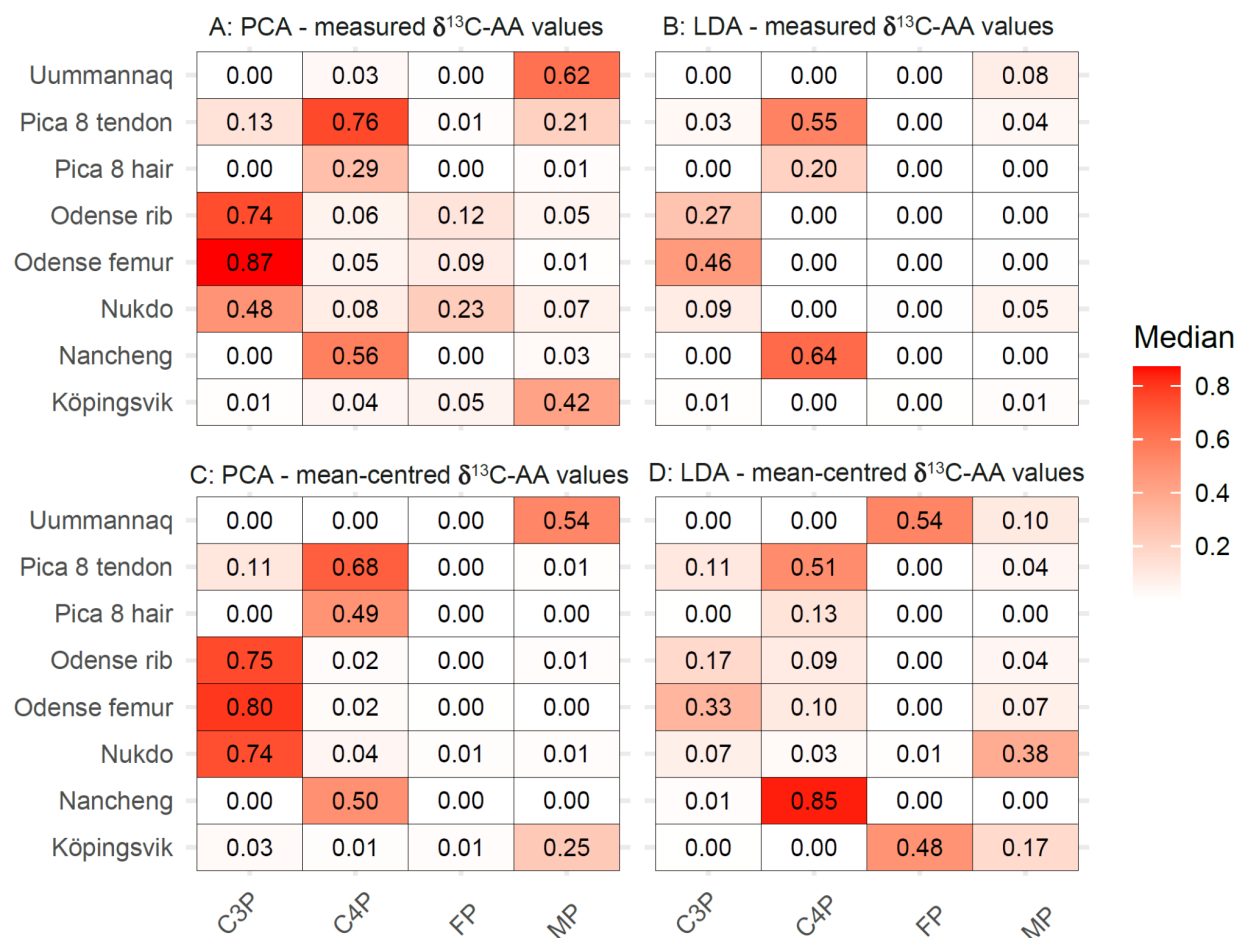 A: PCA - measured δ¹³C-AA values
B: LDA - measured δ¹³C-AA values
Uummannaq 0.00 0.03 0.00 0.62 0.00 0.00 0.00 0.08
Pica 8 tendon 0.13 0.76 0.01 0.21 0.03 0.55 0.00 0.04
Pica 8 hair 0.00 0.29 0.00 0.01 0.00 0.20 0.00 0.00
Odense rib 0.74 0.06 0.12 0.05 0.27 0.00 0.00 0.00
Odense femur 0.87 0.05 0.09 0.01 0.46 0.00 0.00 0.00
Nukdo 0.48 0.08 0.23 0.07 0.09 0.00 0.00 0.05
Nancheng 0.00 0.56 0.00 0.03 0.00 0.64 0.00 0.00
Köpingsvik 0.01 0.04 0.05 0.42 0.01 0.00 0.00 0.01
C: PCA - mean-centred δ¹³C-AA values
D: LDA - mean-centred δ¹³C-AA values
Uummannaq 0.00 0.00 0.00 0.54 0.00 0.00 0.54 0.10
Pica 8 tendon 0.11 0.68 0.00 0.01 0.11 0.51 0.00 0.04
Pica 8 hair 0.00 0.49 0.00 0.00 0.00 0.13 0.00 0.00
Odense rib 0.75 0.02 0.00 0.01 0.17 0.09 0.00 0.04
Odense femur 0.80 0.02 0.00 0.00 0.33 0.10 0.00 0.07
Nukdo 0.74 0.04 0.01 0.01 0.07 0.03 0.01 0.38
Nancheng 0.00 0.50 0.00 0.00 0.01 0.85 0.00 0.00
Köpingsvik 0.03 0.01 0.01 0.25 0.00 0.00 0.48 0.17
C3P C4P FP MP C3P C4P FP MP
Median
0.8
0.6
0.4
0.2